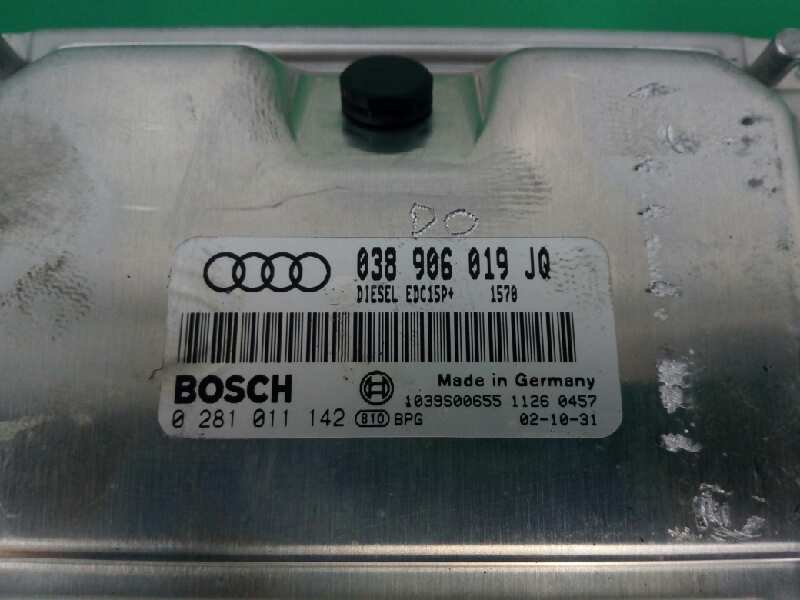 DO
038 906 019 JQ
DIESEL EDC15P+ 1570
BOSCH
Made in Germany
1039S00655 1126 0457
0 281 011 142 810 BPG 02-10-31